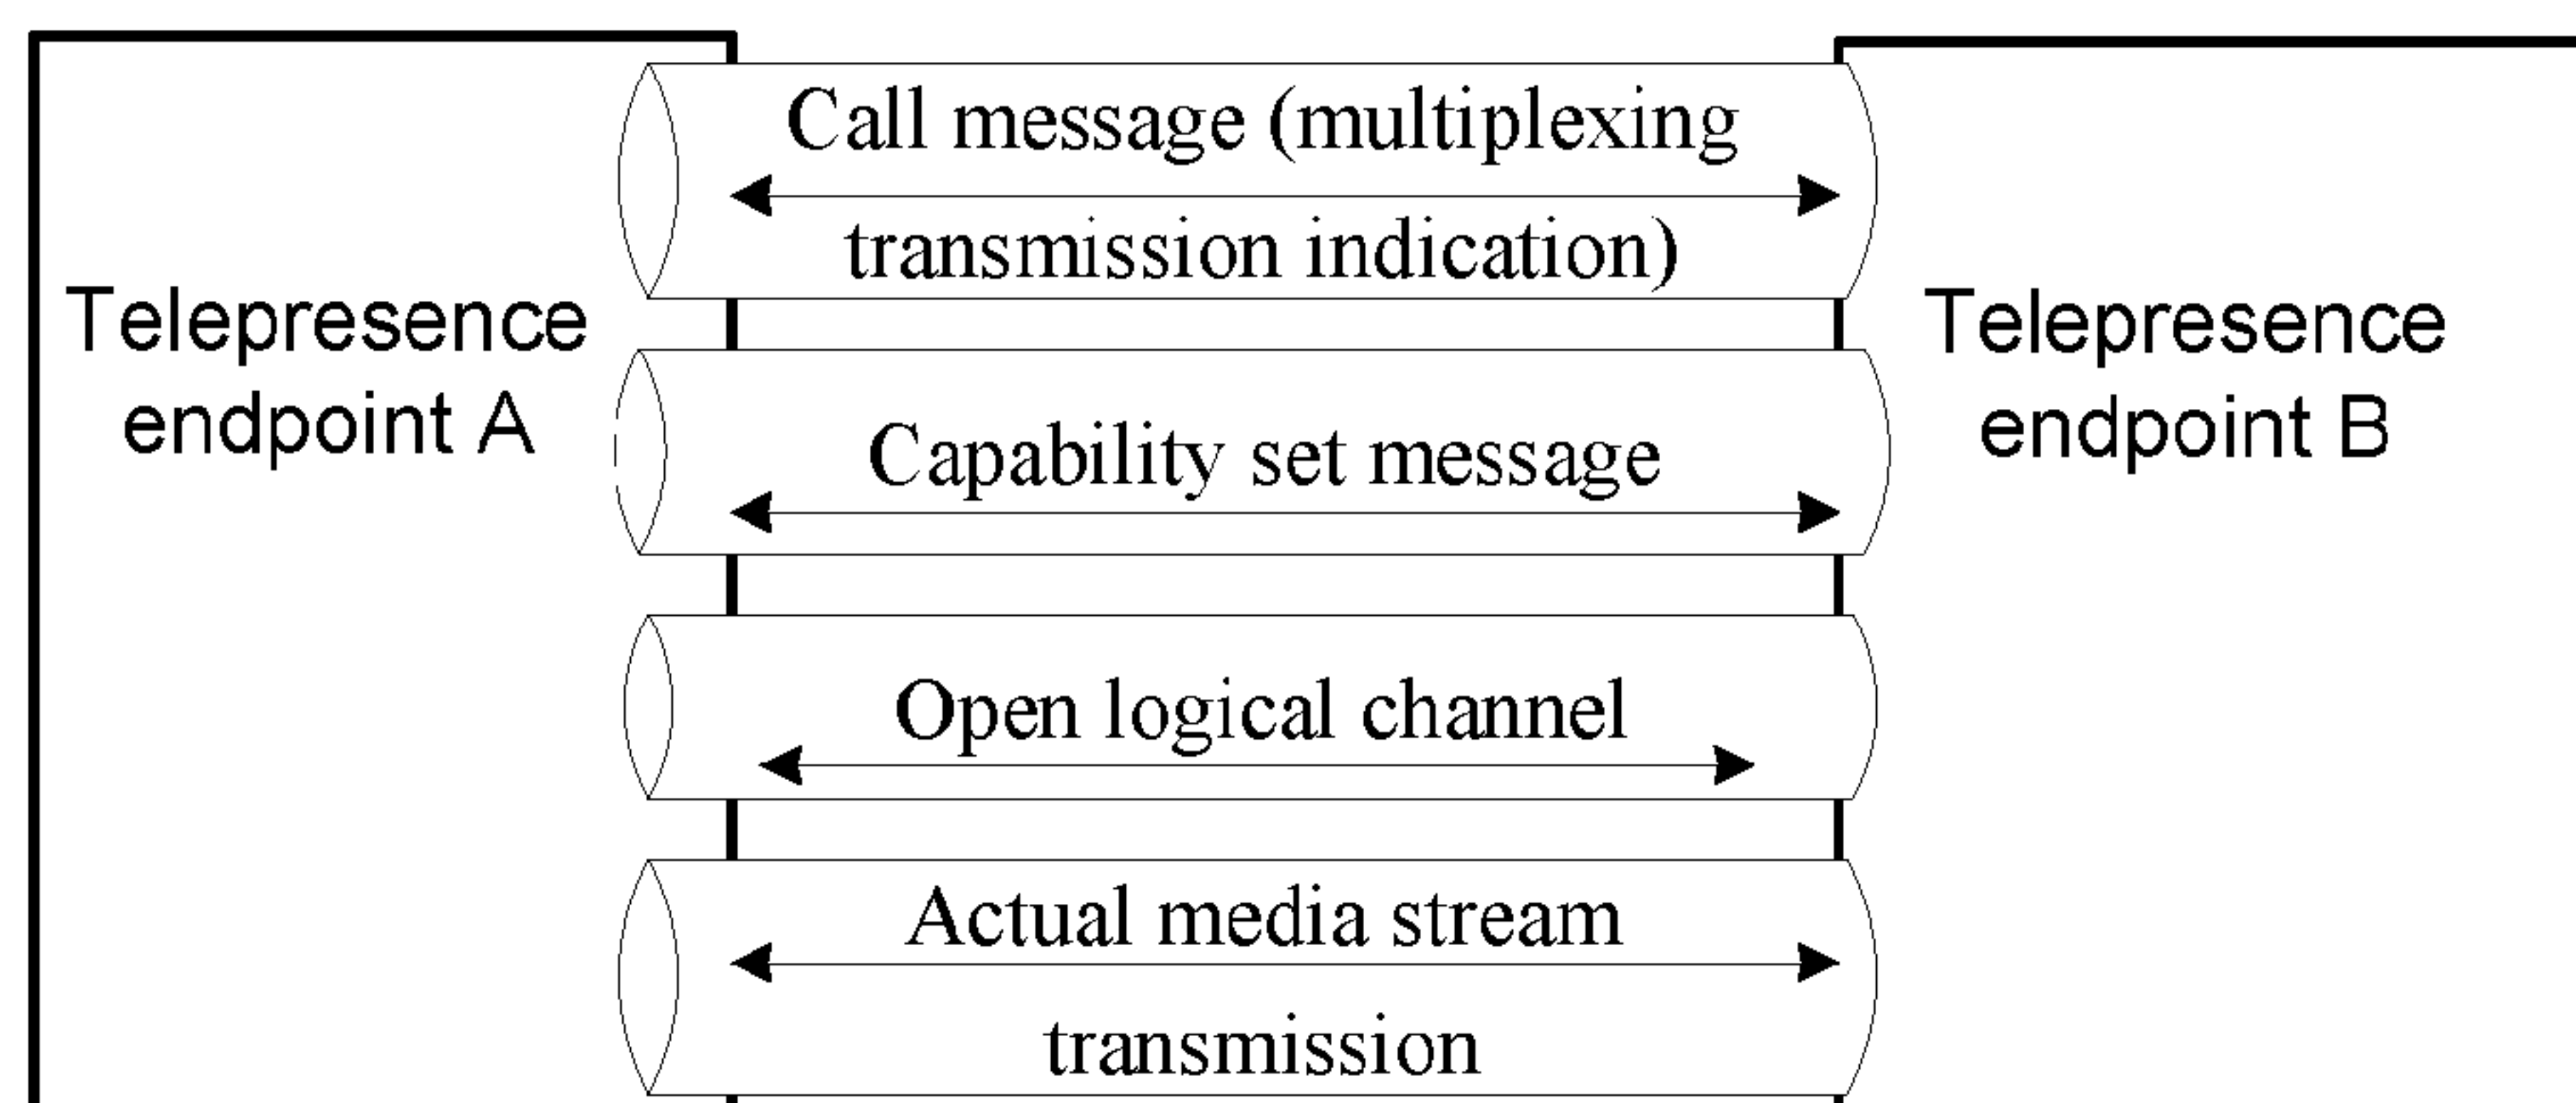 Call message (multiplexing
transmission indication)
Telepresence
endpoint A
Telepresence
endpoint B
Capability set message
Open logical channel
Actual media stream
transmission